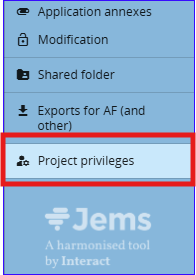 Application annexes
Modification
Shared folder
Exports for AF (and
other)
Project privileges
Jems
A harmonised tool
by Interact